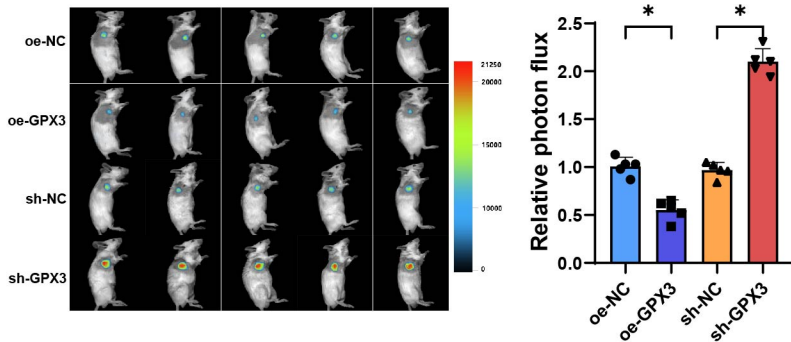 oe-NC
oe-GPX3
sh-NC
sh-GPX3
21250
20000
15000
10000
0
Relative photon flux
2.5
2.0
1.5
1.0
0.5
0.0
* *
oe-NC
oe-GPX3
sh-NC
sh-GPX3